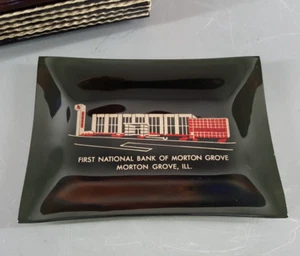 FIRST NATIONAL BANK OF MORTON GROVE
MORTON GROVE, ILL.